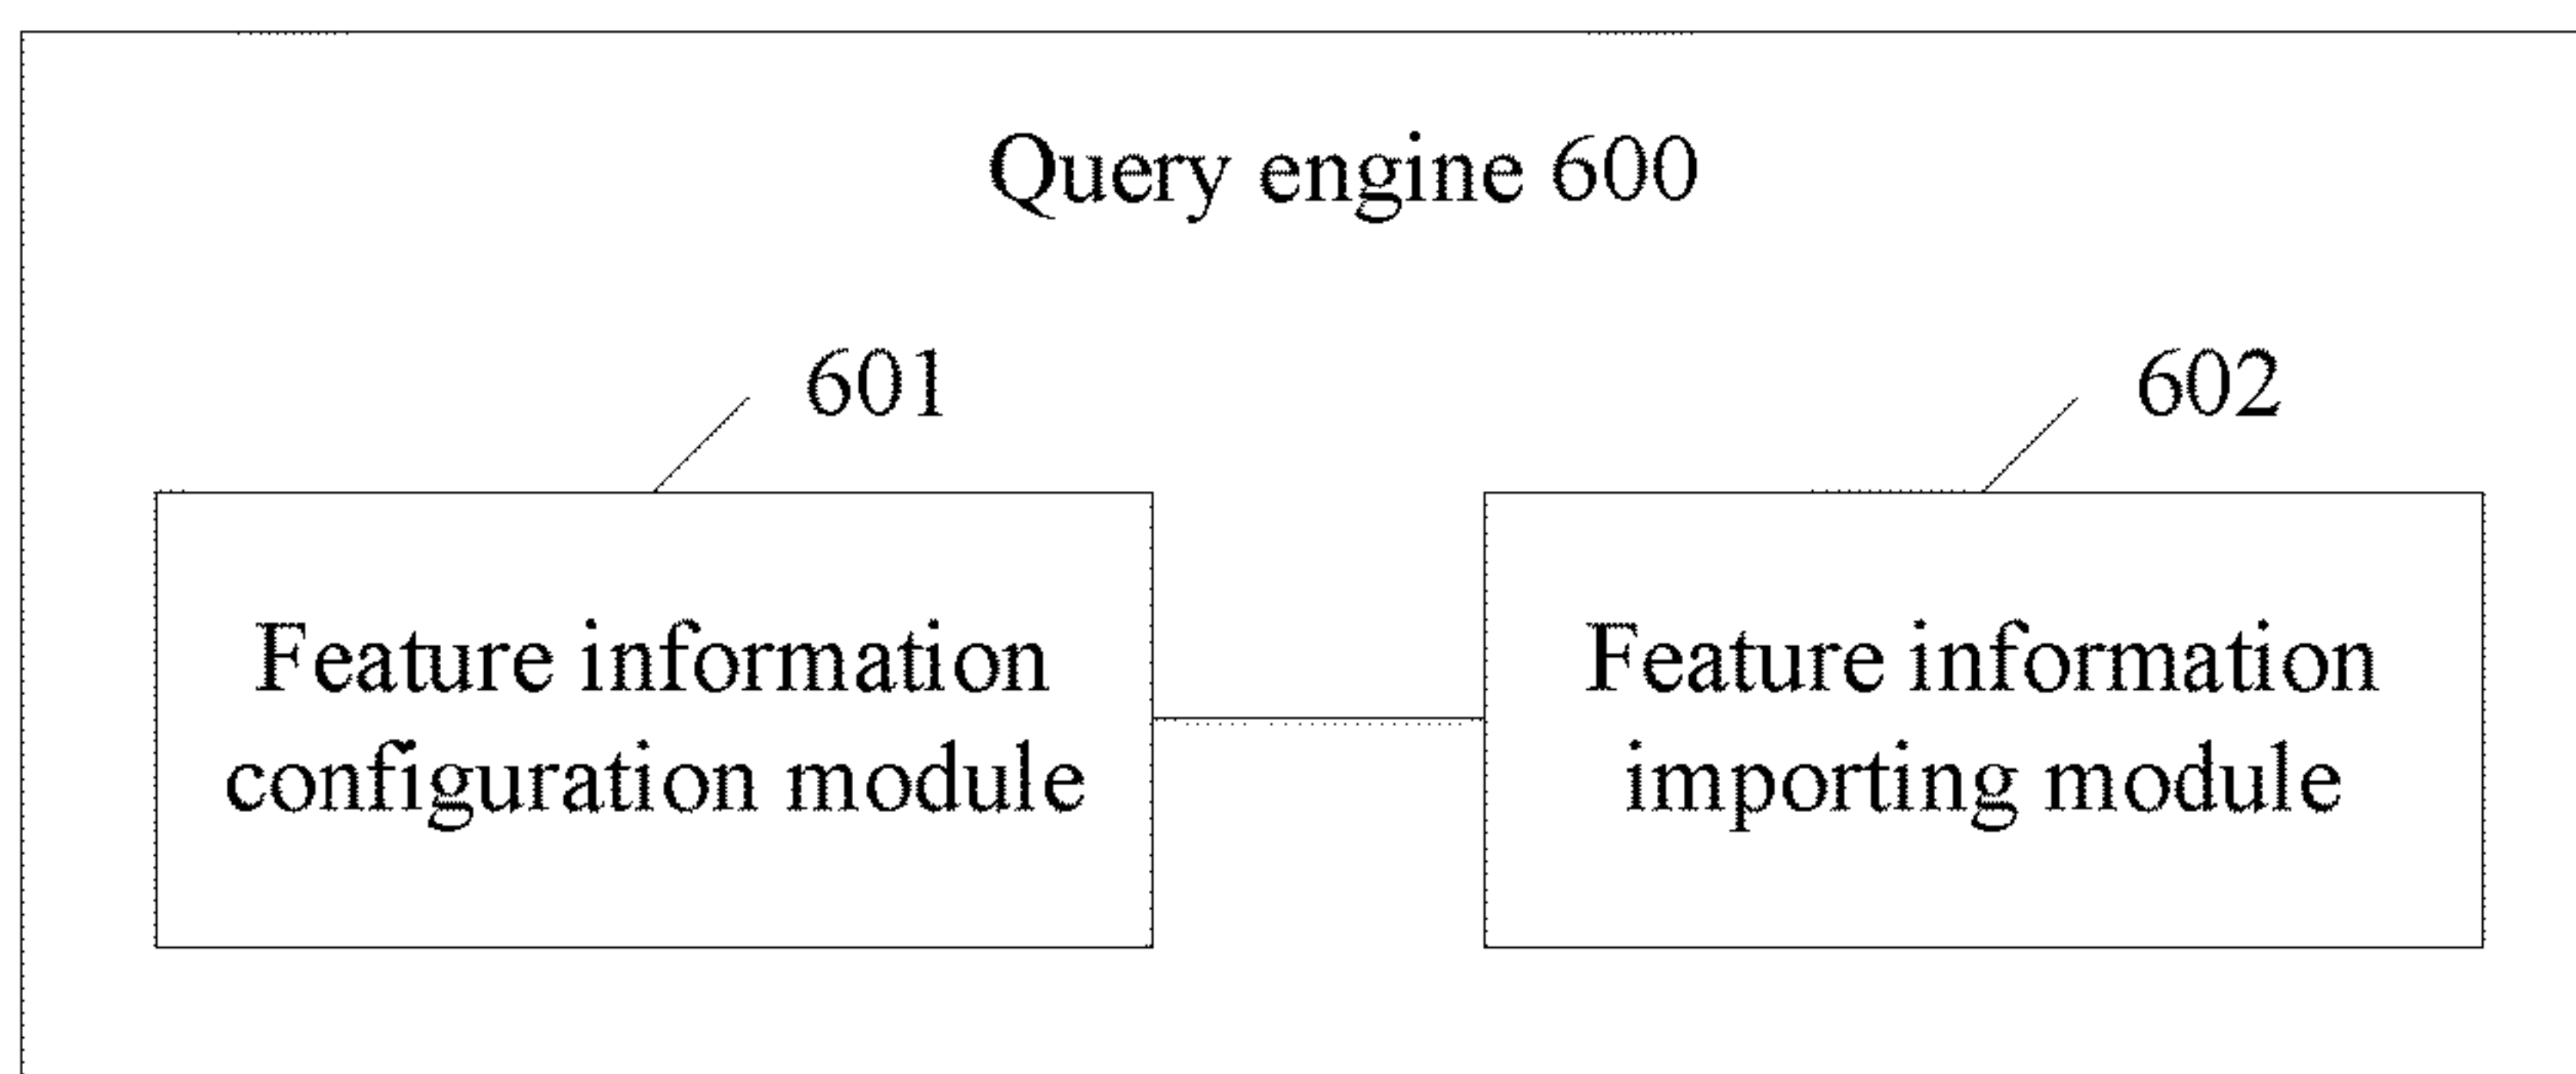 Query engine 600
601
602
Feature information
configuration module
Feature information
importing module